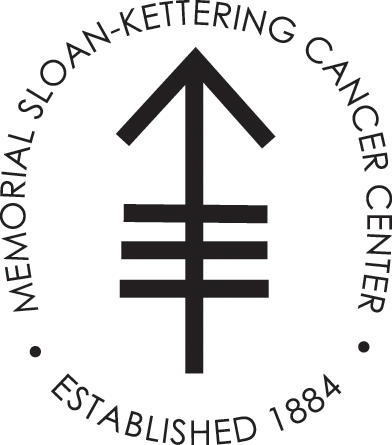 MEMORIAL SLOAN-KETTERING CANCER CENTER
ESTABLISHED 1884